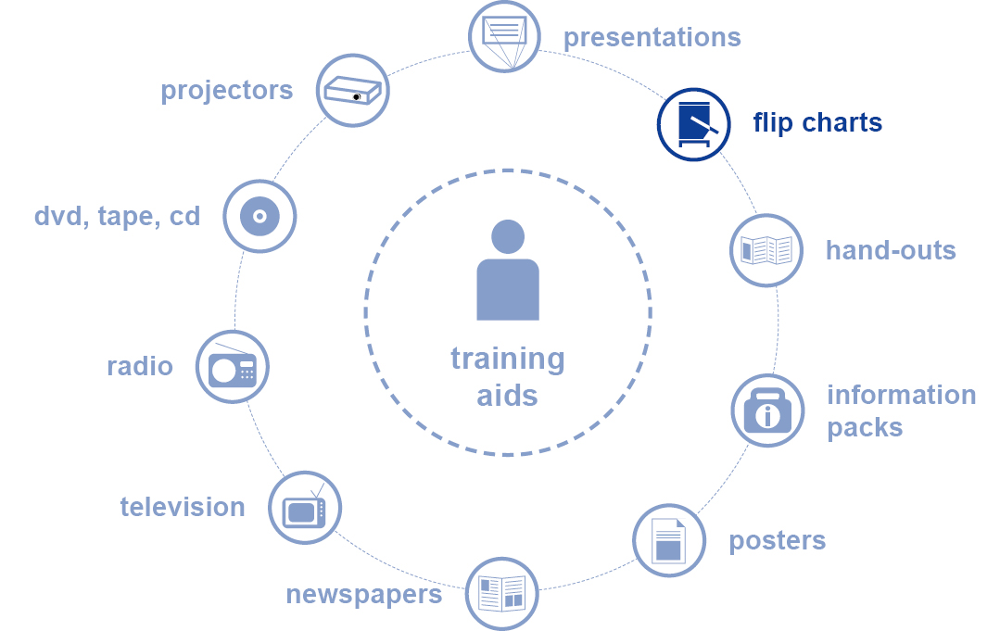 presentations
projectors
flip charts
dvd, tape, cd
hand-outs
training
aids
radio
information
packs
television
posters
newspapers